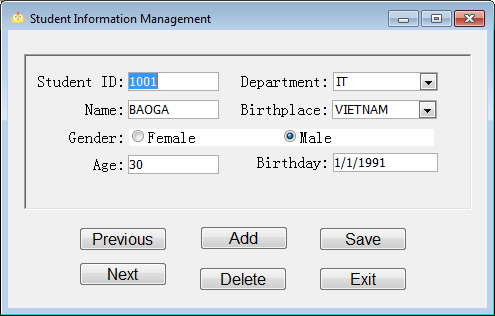 Student Information Management
Student ID: 1001 Department: IT
Name: BAOGA Birthplace: VIETNAM
Gender: Female Male
Age: 30 Birthday: 1/1/1991
Previous Add Save
Next Delete Exit